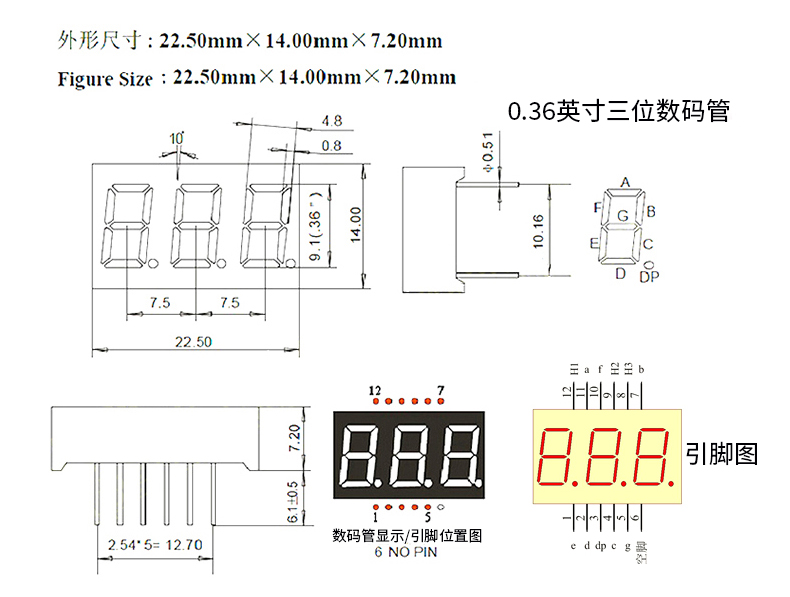 外形尺寸 : 22.50mm×14.00mm×7.20mm
Figure Size : 22.50mm×14.00mm×7.20mm
0.36英寸三位数码管
10°
4.8
0.8
9.1(.36")
14.00
7.5 7.5
22.50
Φ0.51
10.16
A
F B
G
E C
D DP
7.20
6.1±0.5
2.54*5= 12.70
12 7
1 5
数码管显示/引脚位置图
6 NO PIN
H1 a f H2 H3 b
12 11 10 9 8 7
引脚图
1 2 3 4 5 6
e d dp c g 空脚